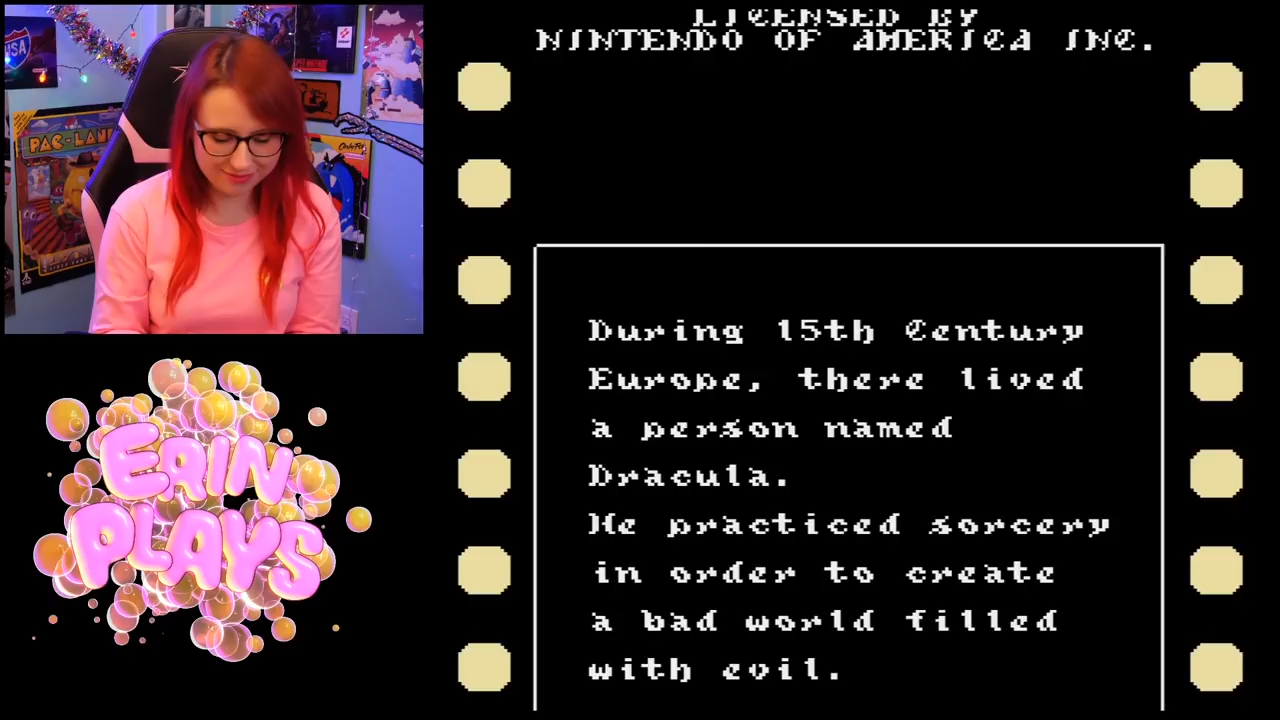 LICENSED BY
NINTENDO OF AMERICA INC.
USA
PAC-LAND
During 15th Century
Europe, there lived
a person named
Dracula.
He practiced sorcery
in order to create
a bad world filled
with evil.
ERIN
PLAYS